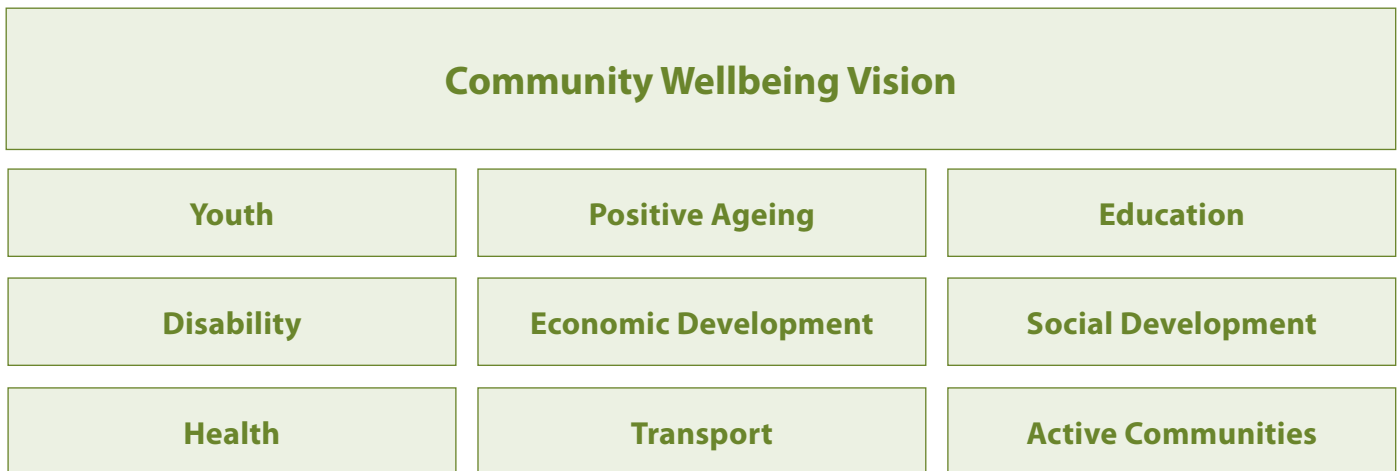 Community Wellbeing Vision
Youth
Positive Ageing
Education
Disability
Economic Development
Social Development
Health
Transport
Active Communities